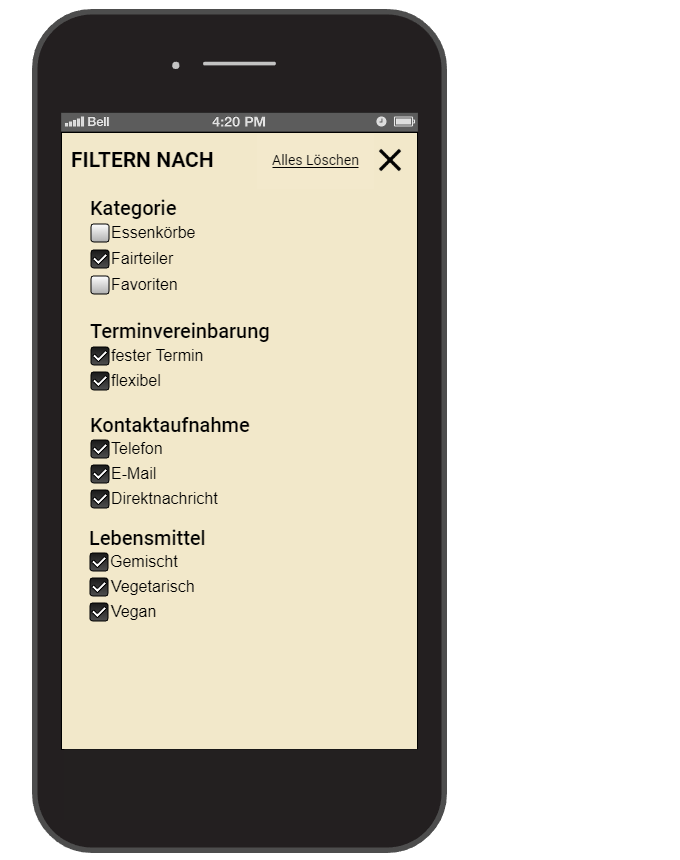 Bell 4:20 PM
FILTERN NACH Alles Löschen
Kategorie
Essenkörbe
Fairteiler
Favoriten
Terminvereinbarung
fester Termin
flexibel
Kontaktaufnahme
Telefon
E-Mail
Direktnachricht
Lebensmittel
Gemischt
Vegetarisch
Vegan